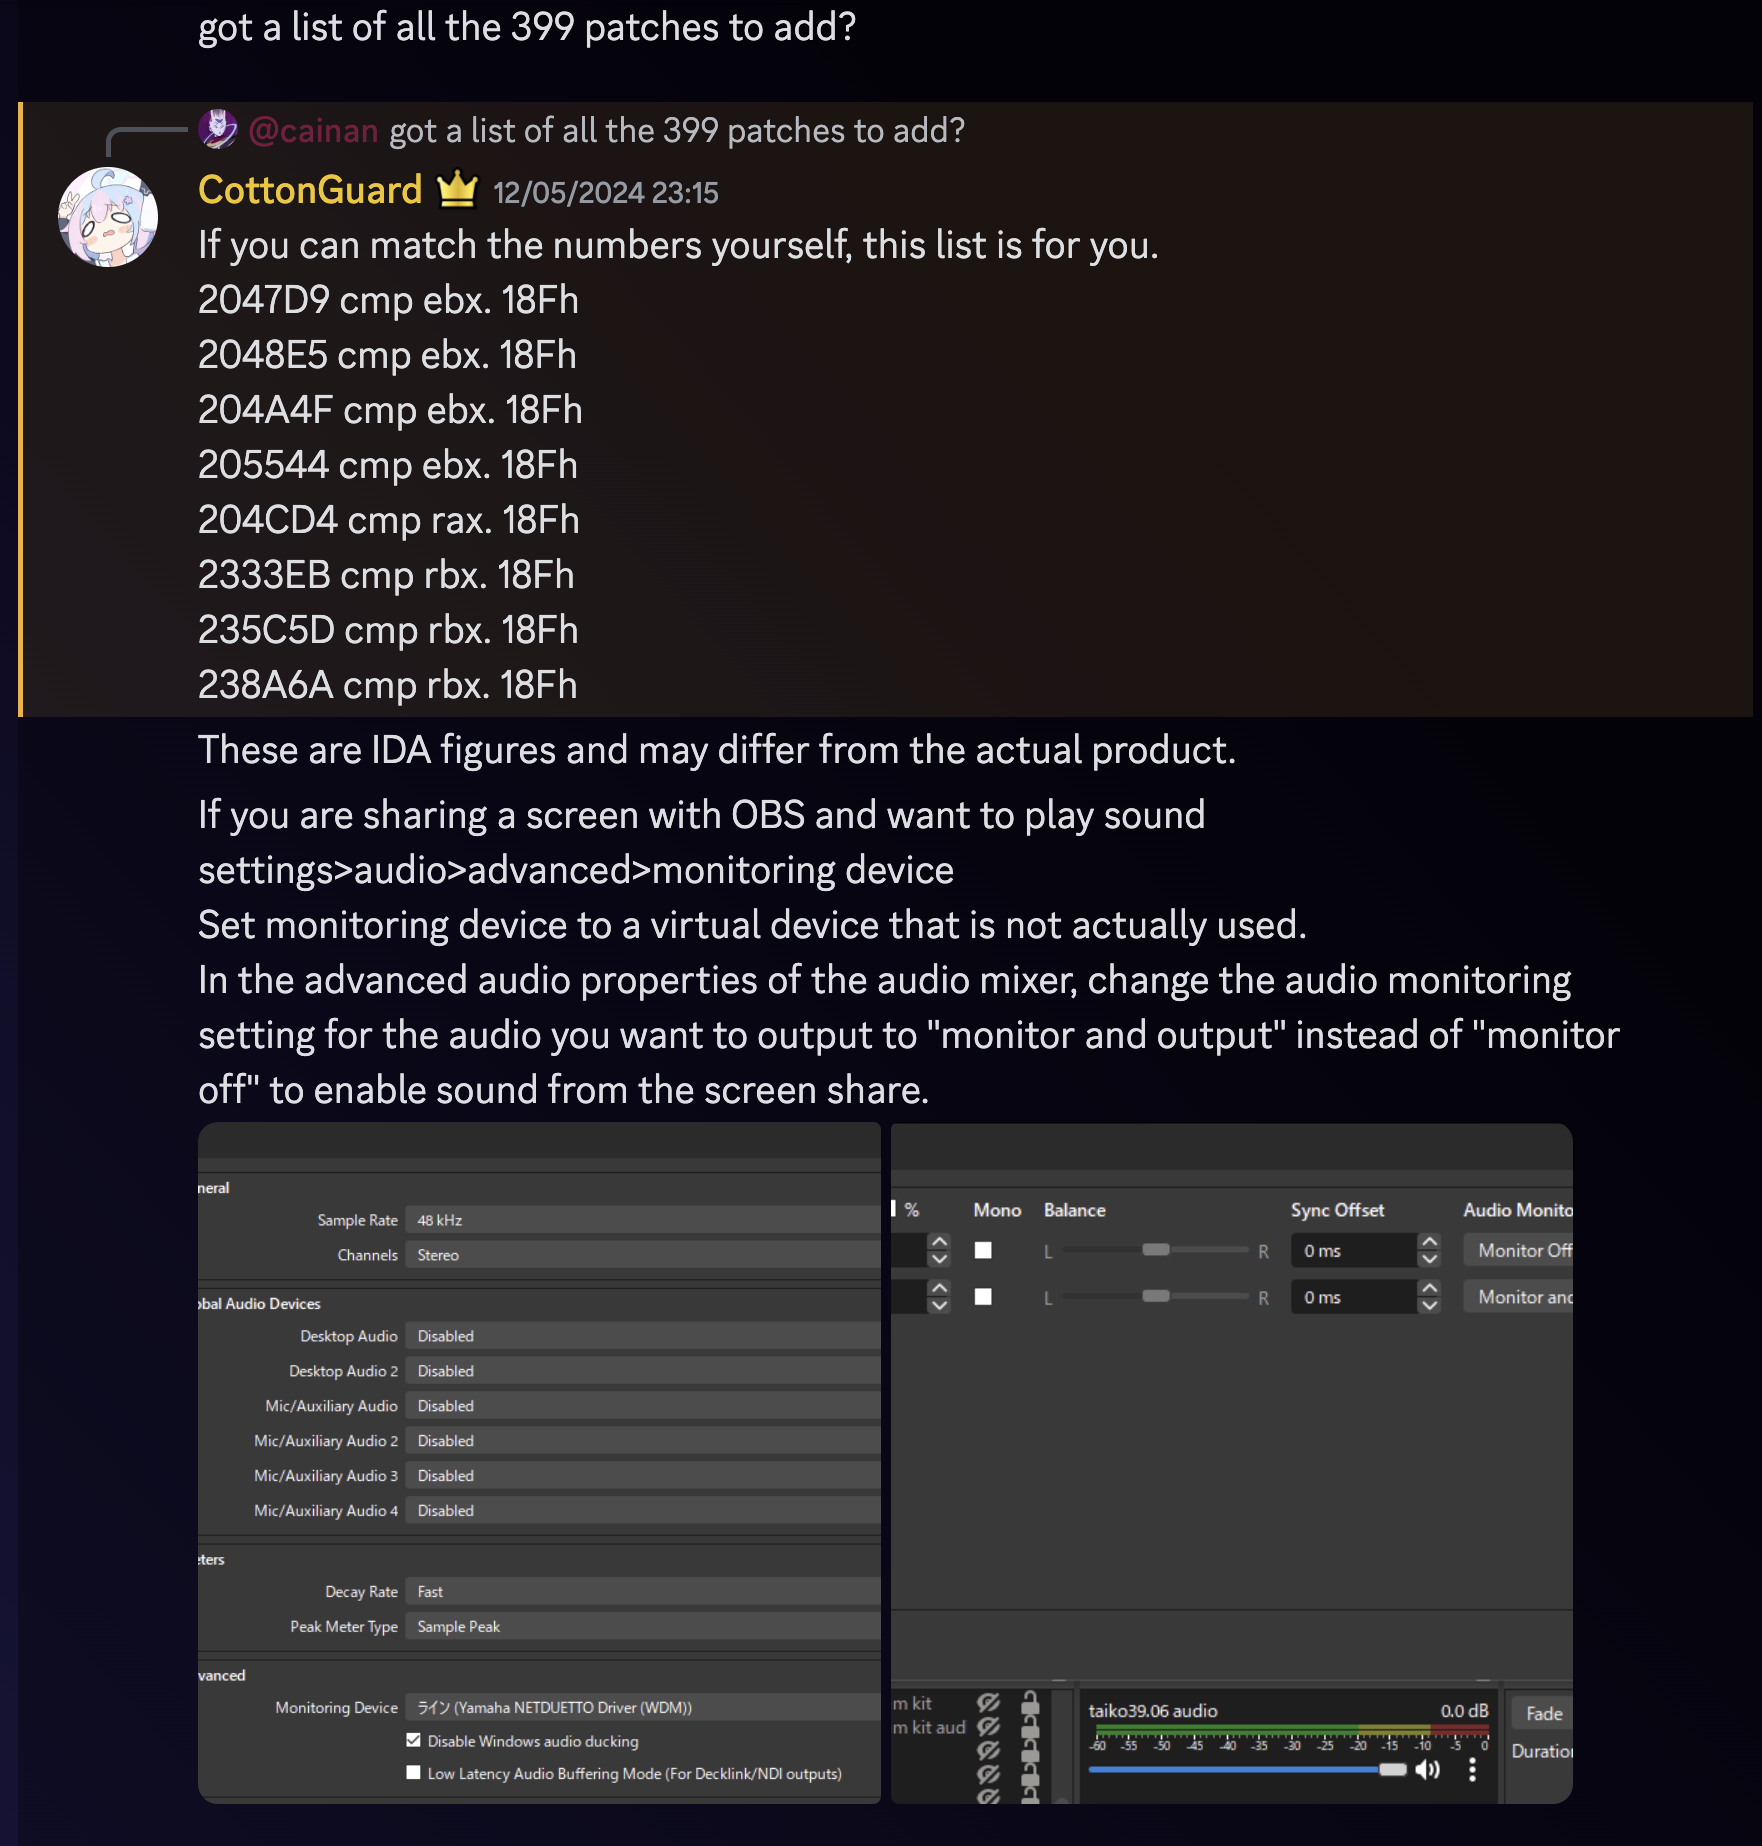 got a list of all the 399 patches to add?
@cainan got a list of all the 399 patches to add?
CottonGuard 12/05/2024 23:15
If you can match the numbers yourself, this list is for you.
2047D9 cmp ebx. 18Fh
2048E5 cmp ebx. 18Fh
204A4F cmp ebx. 18Fh
205544 cmp ebx. 18Fh
204CD4 cmp rax. 18Fh
2333EB cmp rbx. 18Fh
235C5D cmp rbx. 18Fh
238A6A cmp rbx. 18Fh
These are IDA figures and may differ from the actual product.
If you are sharing a screen with OBS and want to play sound
settings>audio>advanced>monitoring device
Set monitoring device to a virtual device that is not actually used.
In the advanced audio properties of the audio mixer, change the audio monitoring
setting for the audio you want to output to "monitor and output" instead of "monitor
off" to enable sound from the screen share.
neral
Sample Rate 48 kHz
Channels Stereo
bal Audio Devices
Desktop Audio Disabled
Desktop Audio 2 Disabled
Mic/Auxiliary Audio Disabled
Mic/Auxiliary Audio 2 Disabled
Mic/Auxiliary Audio 3 Disabled
Mic/Auxiliary Audio 4 Disabled
ters
Decay Rate Fast
Peak Meter Type Sample Peak
vanced
Monitoring Device ライン (Yamaha NETDUETTO Driver (WDM))
Disable Windows audio ducking
Low Latency Audio Buffering Mode (For Decklink/NDI outputs)
% Mono Balance Sync Offset Audio Monito
L R 0 ms Monitor Off
L R 0 ms Monitor and
m kit
m kit aud
taiko39.06 audio 0.0 dB
-60 -55 -50 -45 -40 -35 -30 -25 -20 -15 -10 -5 0
Fade
Duration